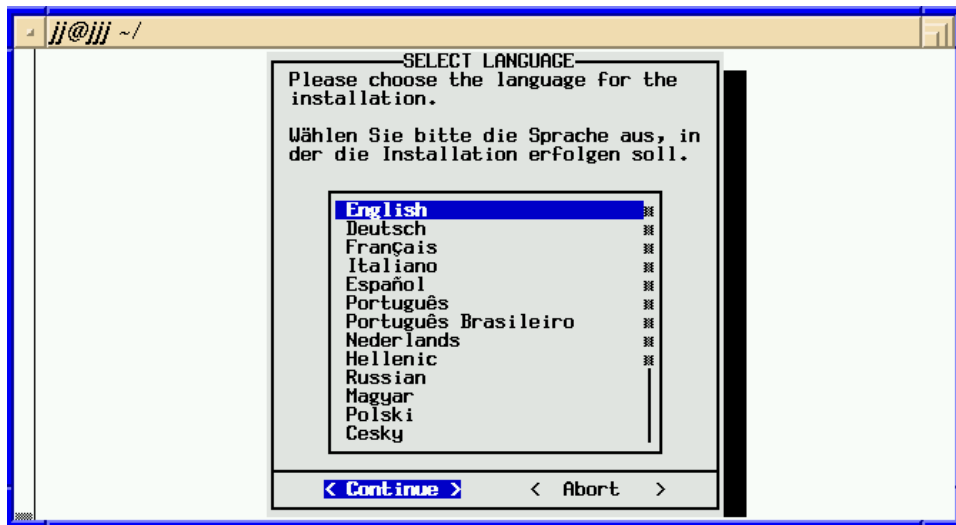 jj@jjj ~/
SELECT LANGUAGE
Please choose the language for the
installation.
Wählen Sie bitte die Sprache aus, in
der die Installation erfolgen soll.
English
Deutsch
Français
Italiano
Español
Português
Português Brasileiro
Nederlands
Hellenic
Russian
Magyar
Polski
Cesky
< Continue > < Abort >